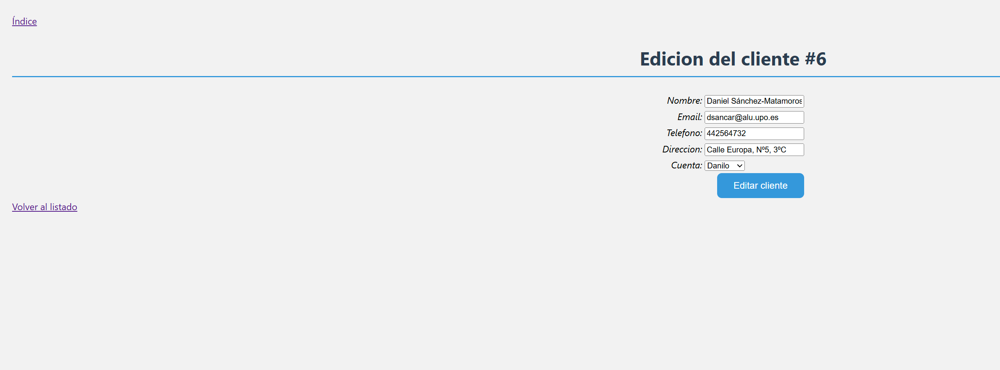 Índice
Edicion del cliente #6
Nombre: Daniel Sánchez-Matamoros
Email: dsancar@alu.upo.es
Telefono: 442564732
Direccion: Calle Europa, Nº5, 3ºC
Cuenta: Danilo
Editar cliente
Volver al listado